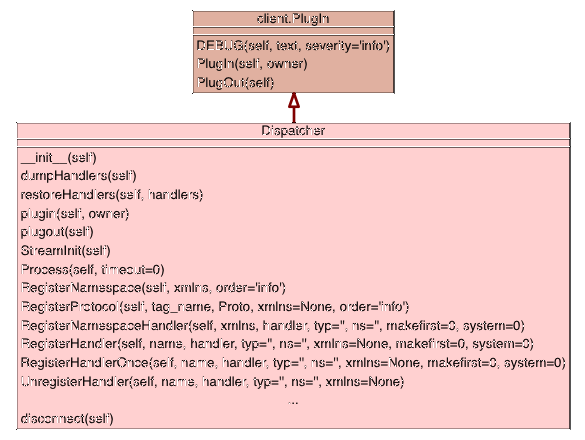 client.PlugIn
DEBUG(self, text, severity='info')
PlugIn(self, owner)
PlugOut(self)
Dispatcher
__init__(self)
dumpHandlers(self)
restoreHandlers(self, handlers)
plugin(self, owner)
plugout(self)
StreamInit(self)
Process(self, timeout=0)
RegisterNamespace(self, xmlns, order='info')
RegisterProtocol(self, tag_name, Proto, xmlns=None, order='info')
RegisterNamespaceHandler(self, xmlns, handler, typ='', ns='', makefirst=0, system=0)
RegisterHandler(self, name, handler, typ='', ns='', xmlns=None, makefirst=0, system=0)
RegisterHandlerOnce(self, name, handler, typ='', ns='', xmlns=None, makefirst=0, system=0)
UnregisterHandler(self, name, handler, typ='', ns='', xmlns=None)
...
disconnect(self)